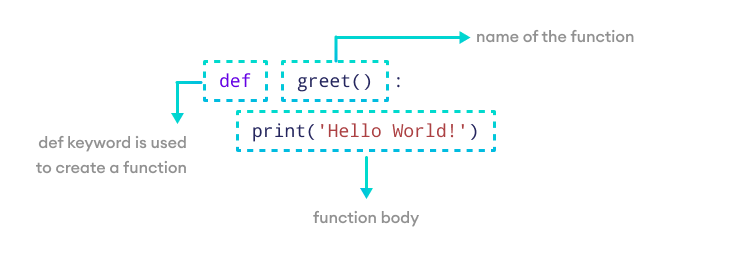 name of the function
def greet() :
print('Hello World!')
def keyword is used
to create a function
function body